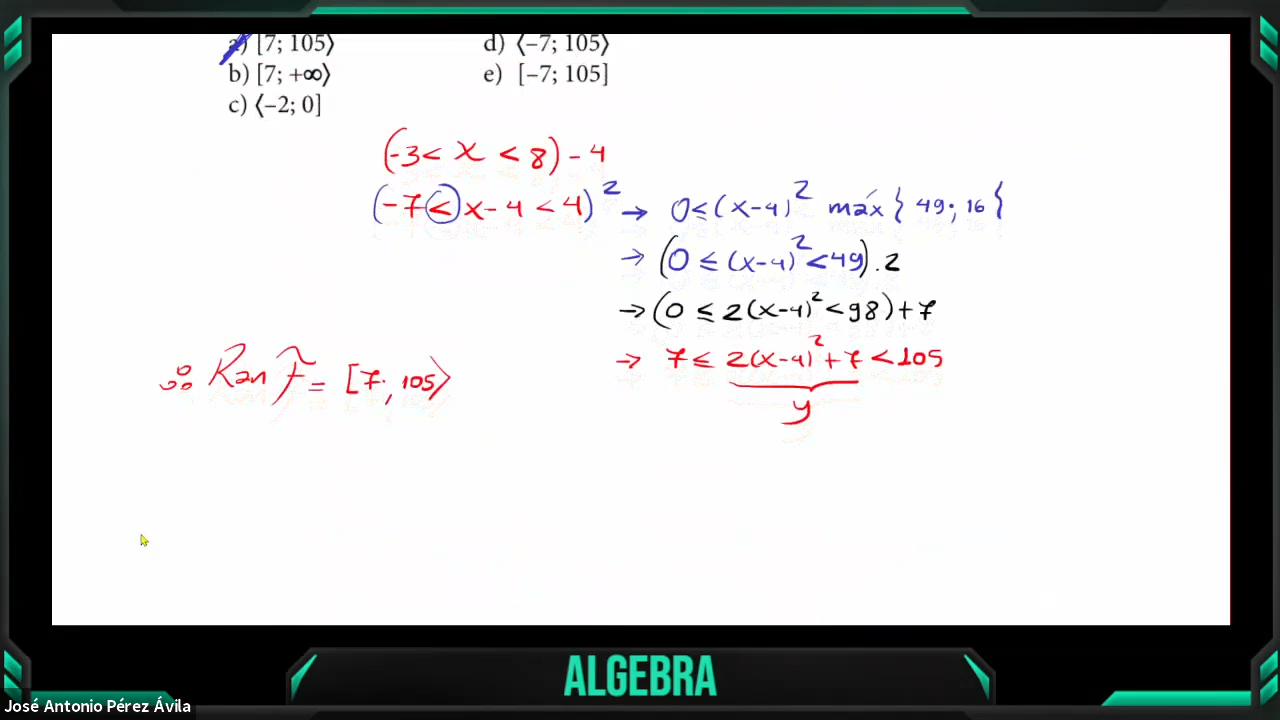 a) [7; 105⟩
d) ⟨–7; 105⟩
b) [7; +∞⟩
e) [–7; 105]
c) ⟨–2; 0]
(-3 < x < 8) - 4
(-7 < x-4 < 4)² → 0 ≤ (x-4)² máx { 49; 16 {
→ (0 ≤ (x-4)² < 49) . 2
→ (0 ≤ 2(x-4)² < 98) + 7
→ 7 ≤ 2(x-4)² + 7 < 105
y
∴ Ran F = [7; 105⟩
ALGEBRA
José Antonio Pérez Ávila